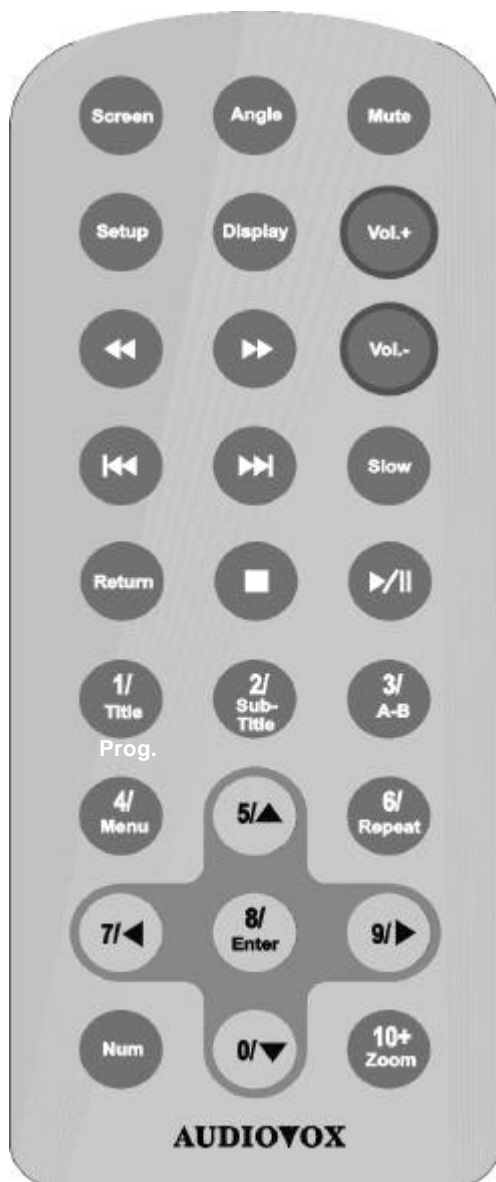 Screen Angle Mute
Setup Display Vol.+
Vol.-
Slow
Return
1/ 2/ 3/
Title Sub-Title A-B
Prog.
4/ 5/ 6/
Menu Repeat
7/ 8/ 9/
Enter
Num 0/ 10+
Zoom
AUDIOVOX